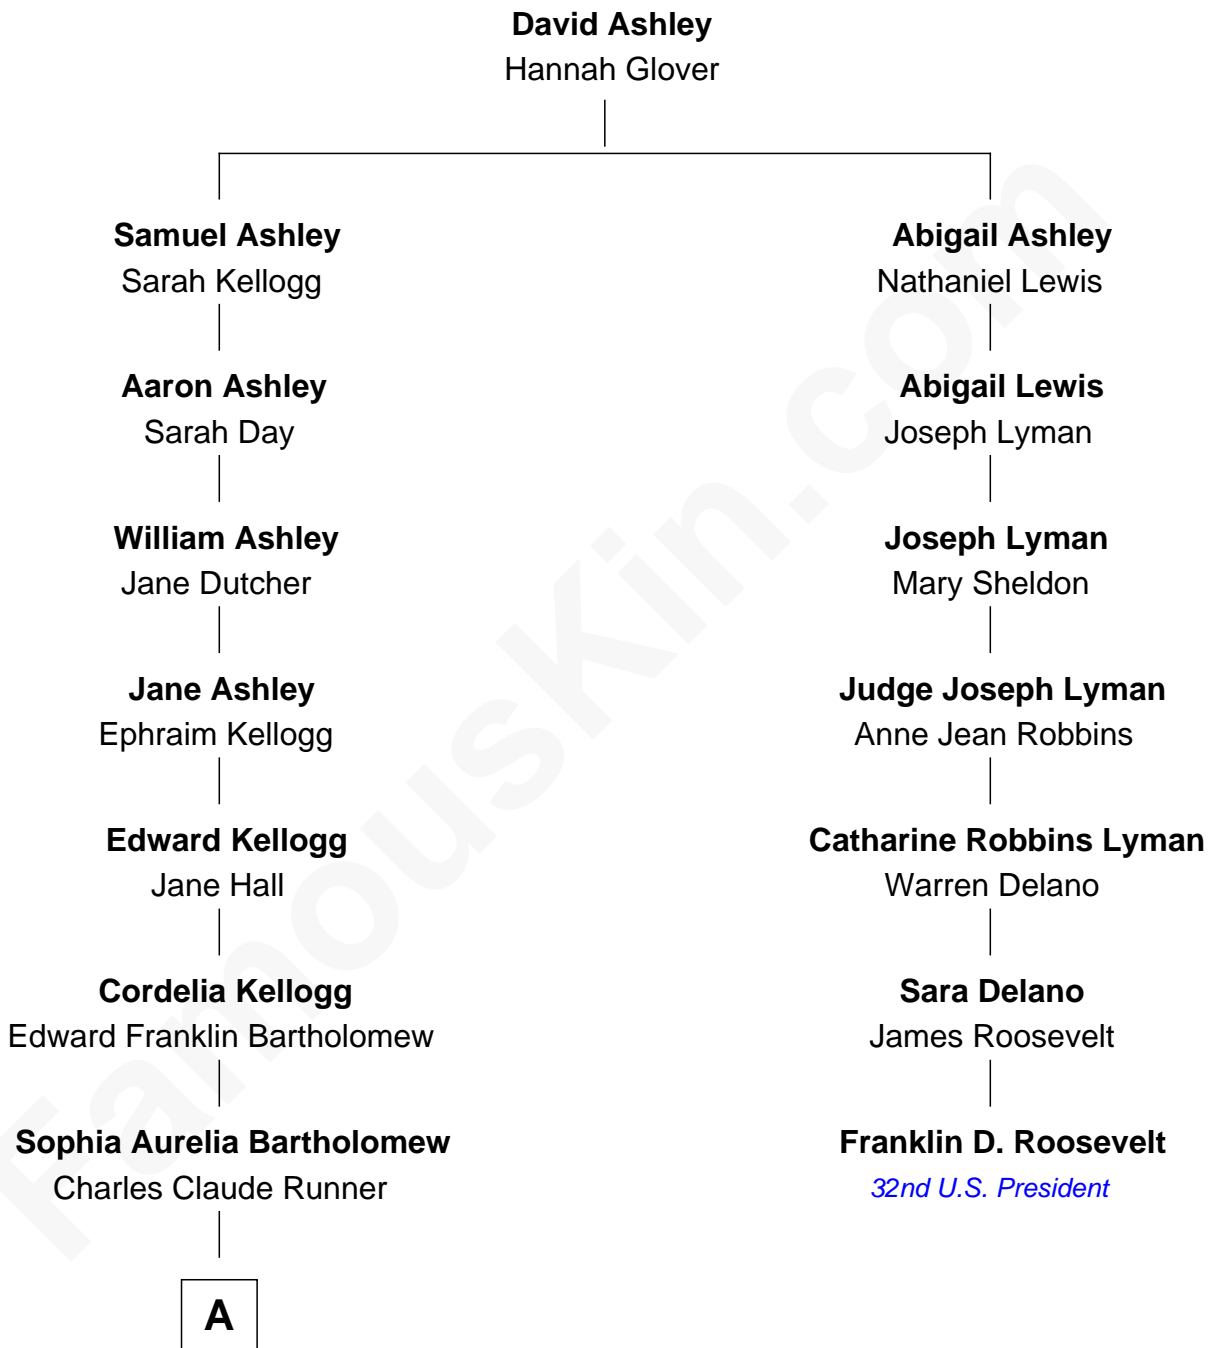 David Ashley
Hannah Glover
Samuel Ashley
Sarah Kellogg
Abigail Ashley
Nathaniel Lewis
Aaron Ashley
Sarah Day
Abigail Lewis
Joseph Lyman
William Ashley
Jane Dutcher
Joseph Lyman
Mary Sheldon
Jane Ashley
Ephraim Kellogg
Judge Joseph Lyman
Anne Jean Robbins
Edward Kellogg
Jane Hall
Catharine Robbins Lyman
Warren Delano
Cordelia Kellogg
Edward Franklin Bartholomew
Sara Delano
James Roosevelt
Sophia Aurelia Bartholomew
Charles Claude Runner
Franklin D. Roosevelt
32nd U.S. President
A
FamousKin.com